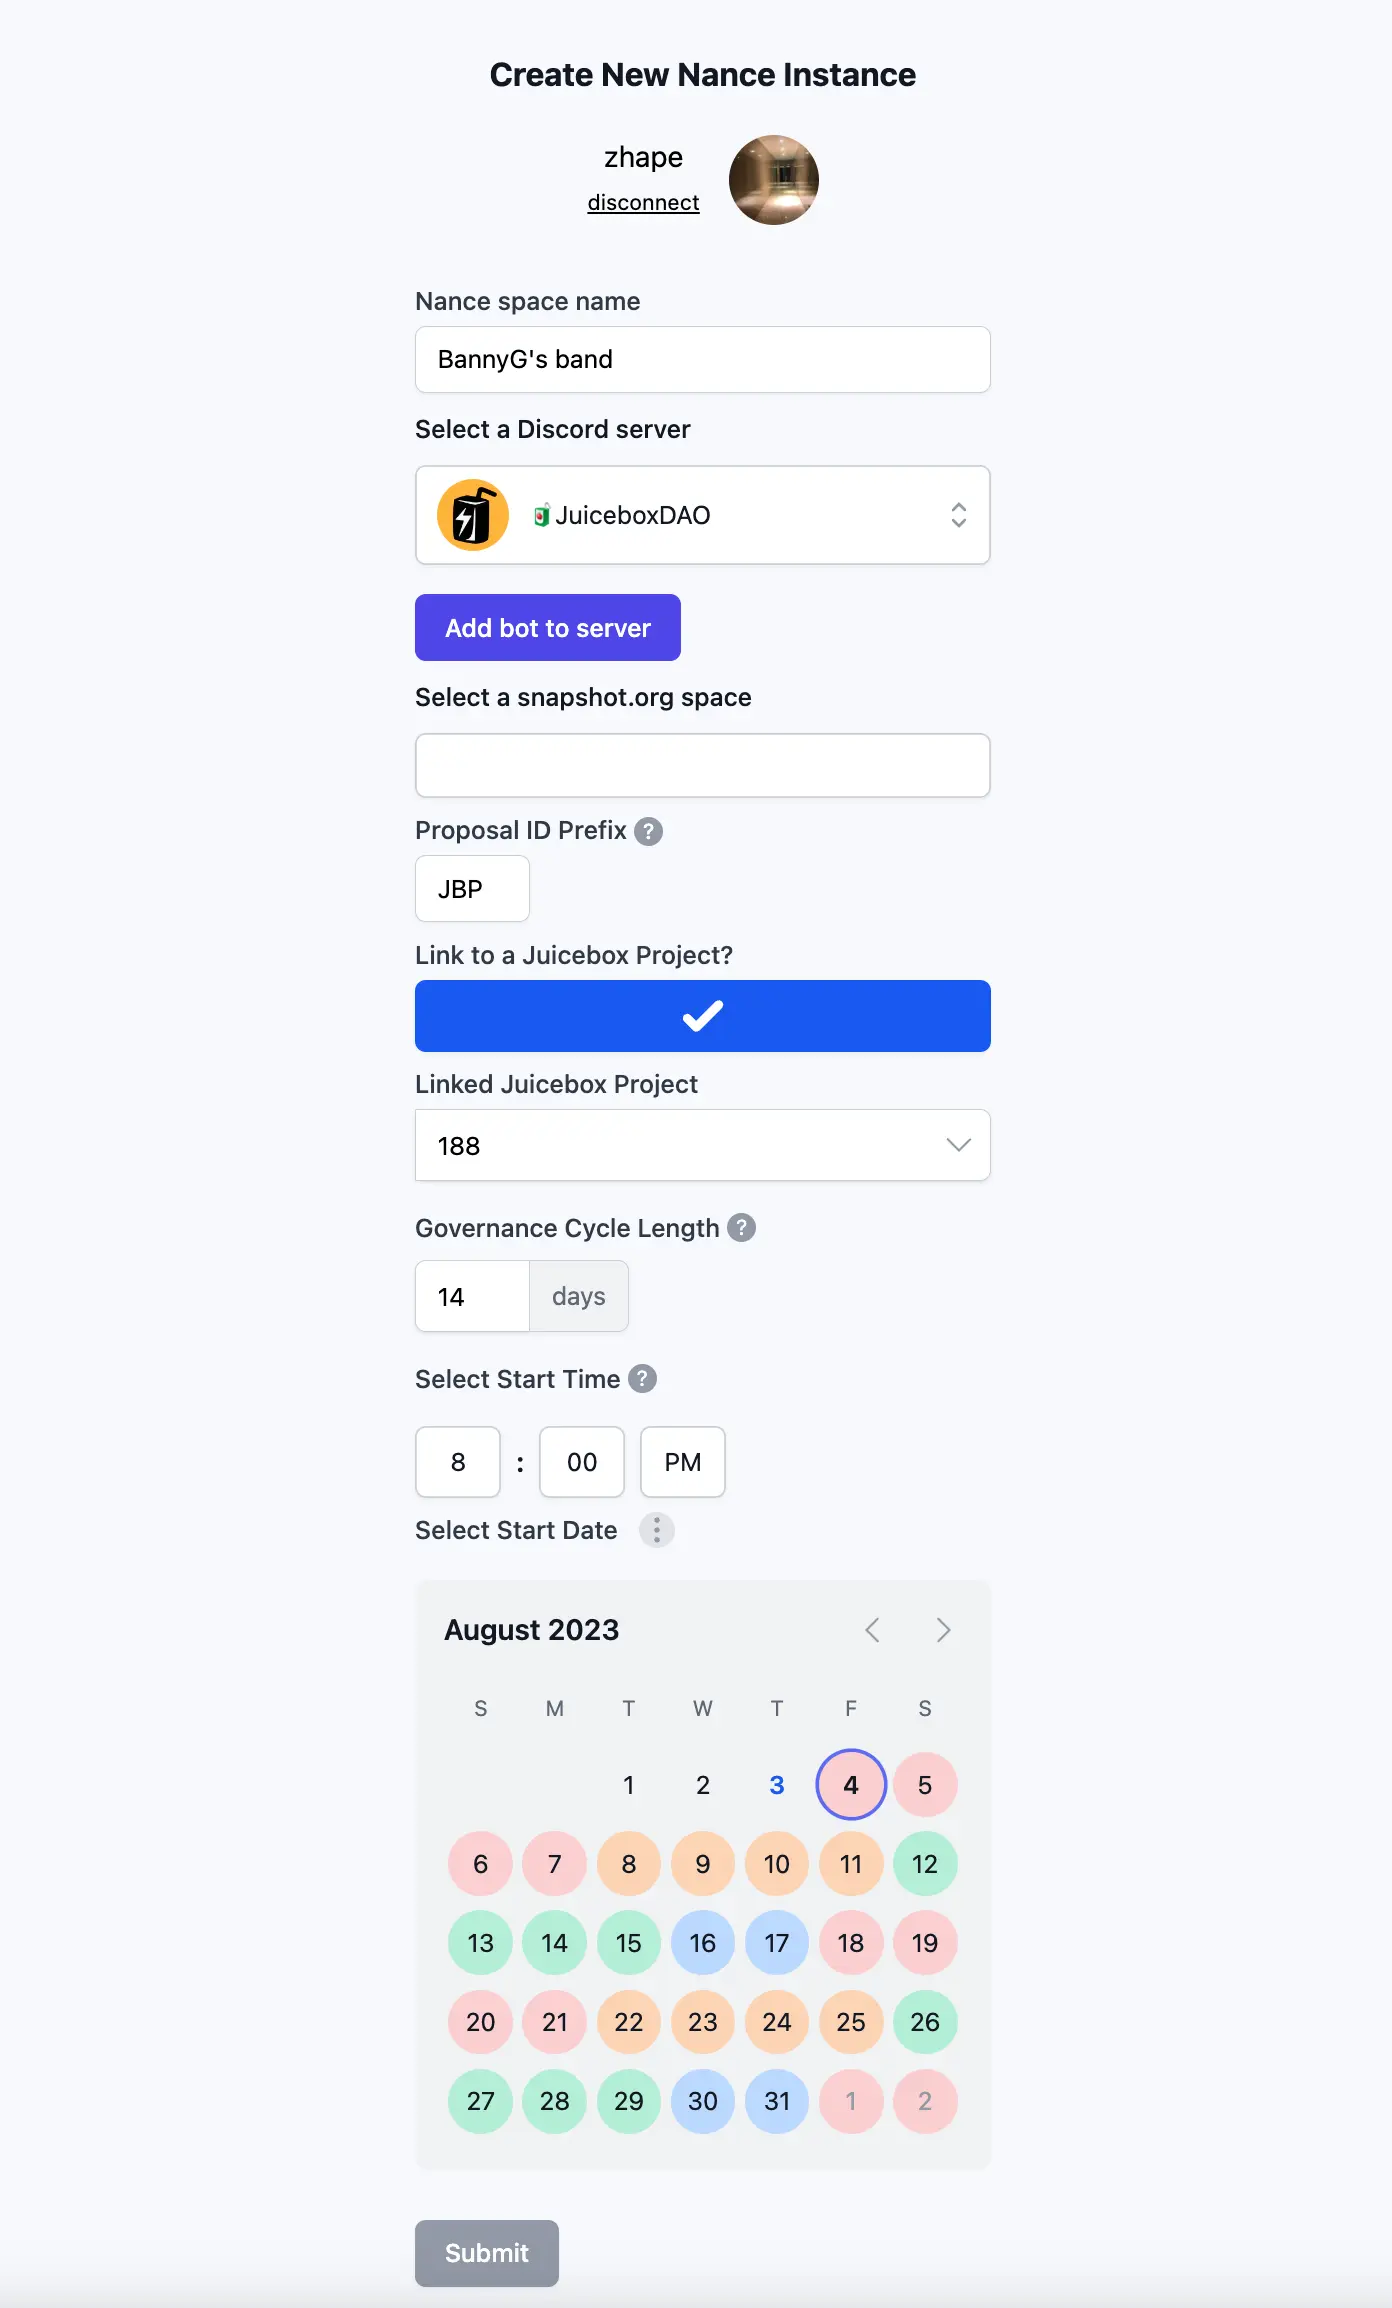 Create New Nance Instance
zhape
disconnect
Nance space name
BannyG's band
Select a Discord server
🧃JuiceboxDAO
Add bot to server
Select a snapshot.org space
Proposal ID Prefix ?
JBP
Link to a Juicebox Project?
Linked Juicebox Project
188
Governance Cycle Length ?
14 days
Select Start Time ?
8 : 00 PM
Select Start Date
August 2023
S M T W T F S
1 2 3 4 5
6 7 8 9 10 11 12
13 14 15 16 17 18 19
20 21 22 23 24 25 26
27 28 29 30 31 1 2
Submit